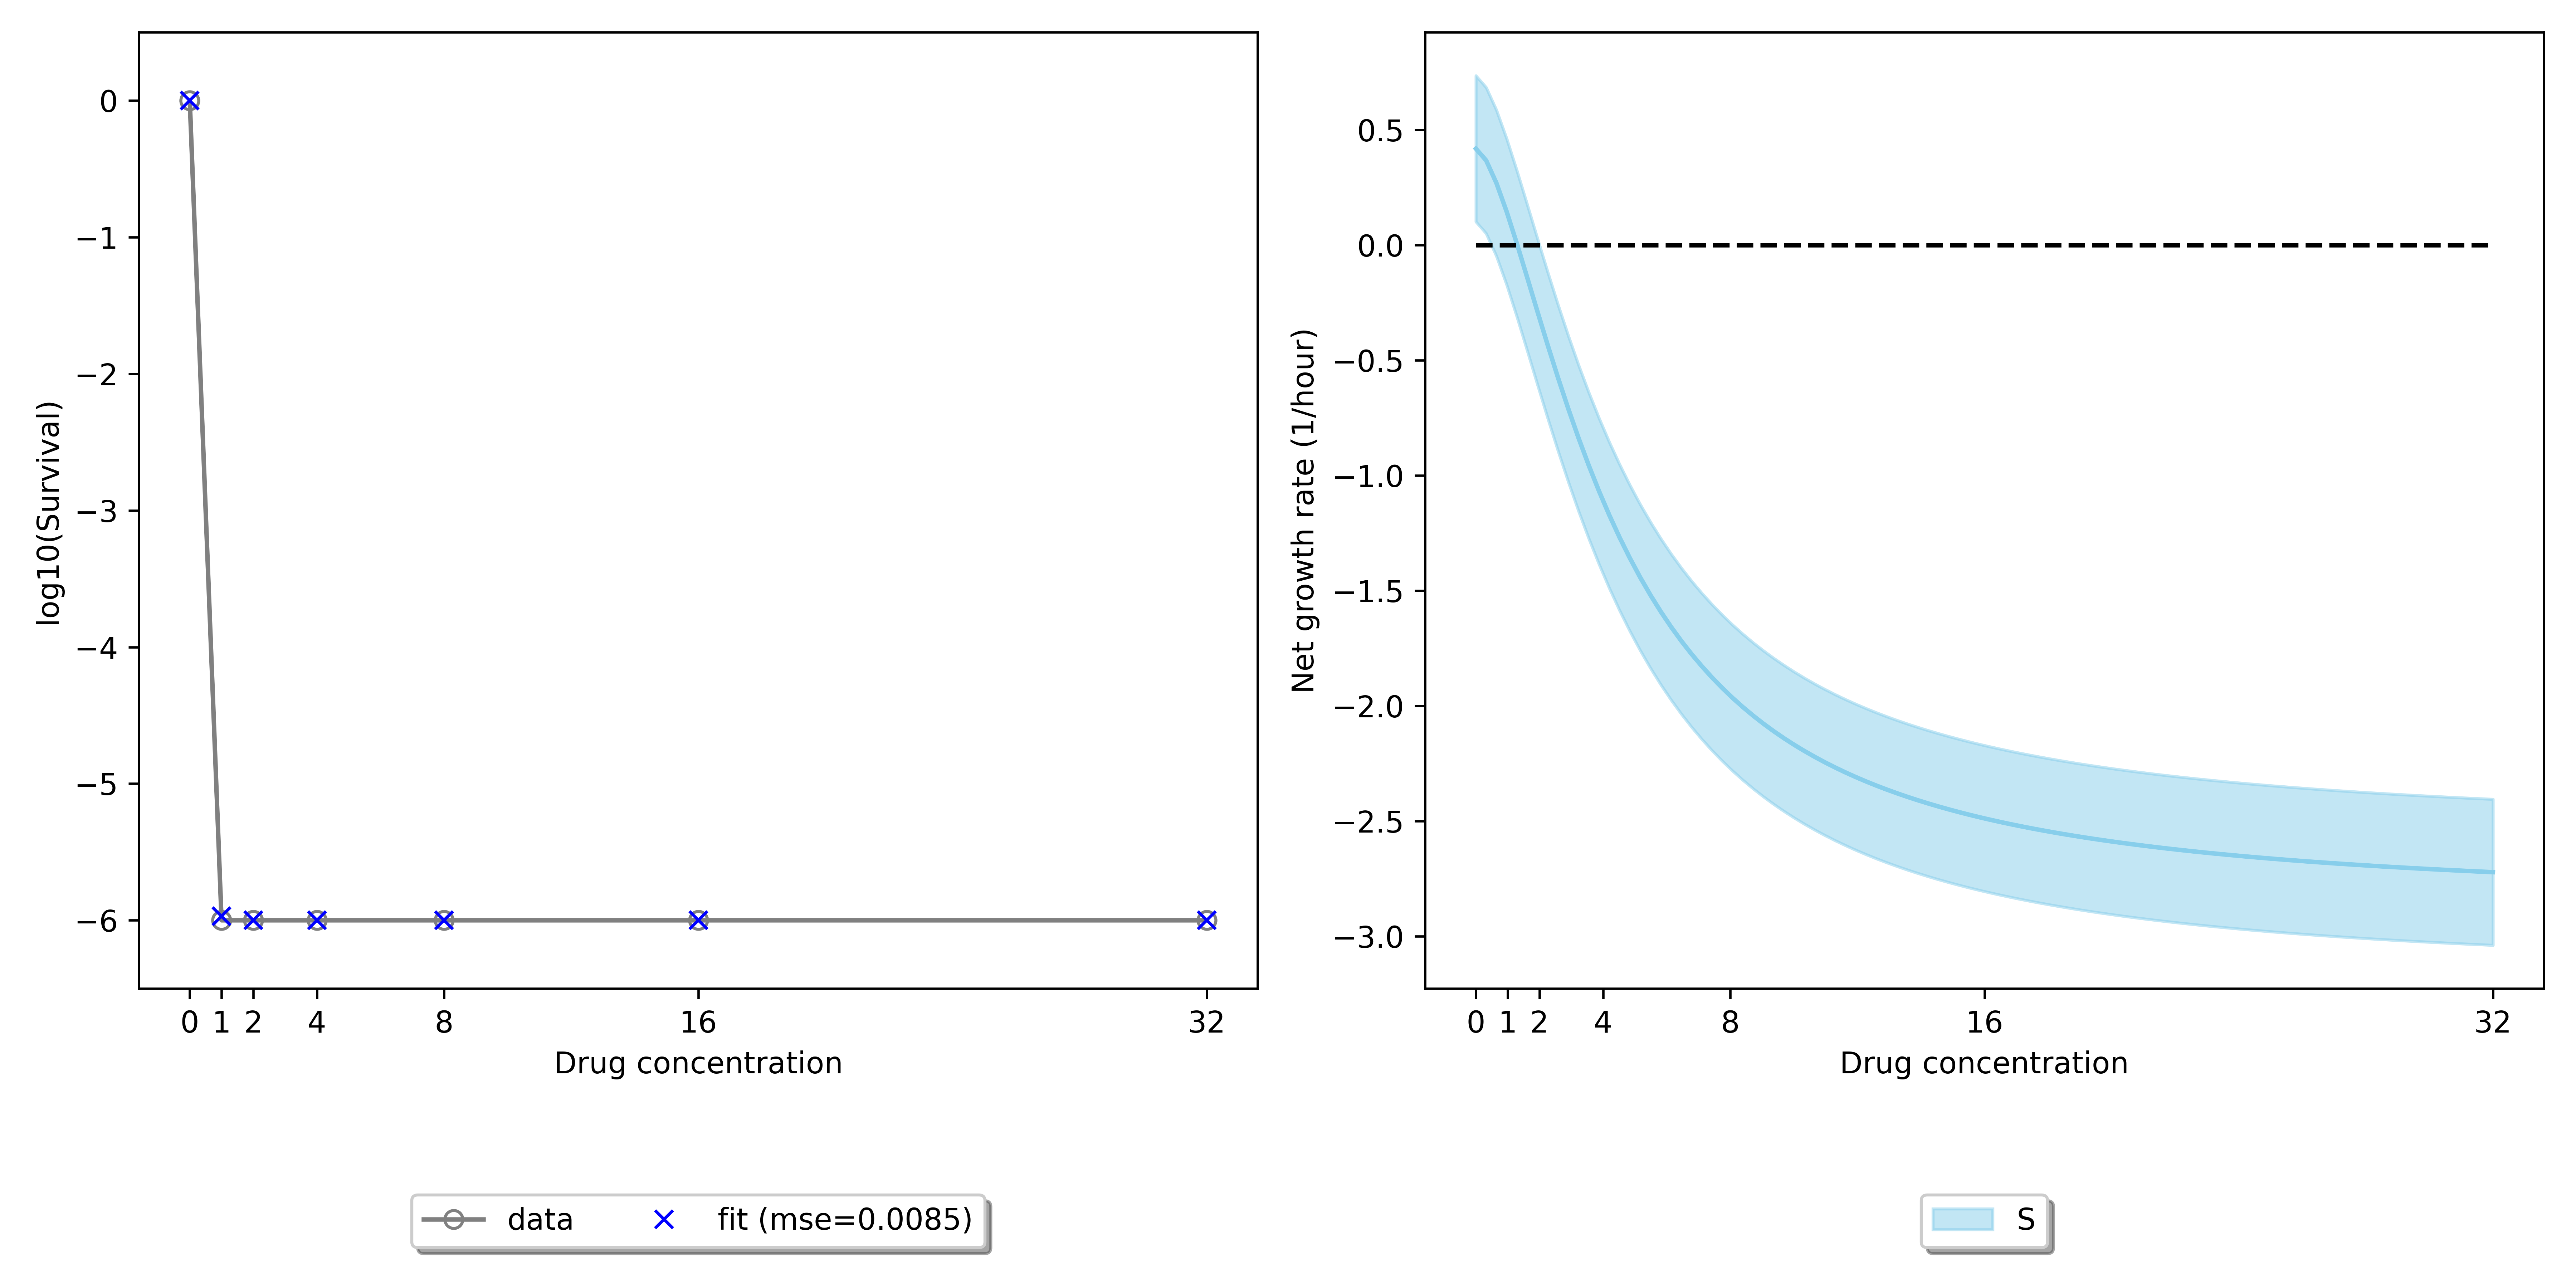 log10(Survival)
0
−1
−2
−3
−4
−5
−6
0 1 2 4 8 16 32
Drug concentration
data fit (mse=0.0085)
Net growth rate (1/hour)
0.5
0.0
−0.5
−1.0
−1.5
−2.0
−2.5
−3.0
0 1 2 4 8 16 32
Drug concentration
S